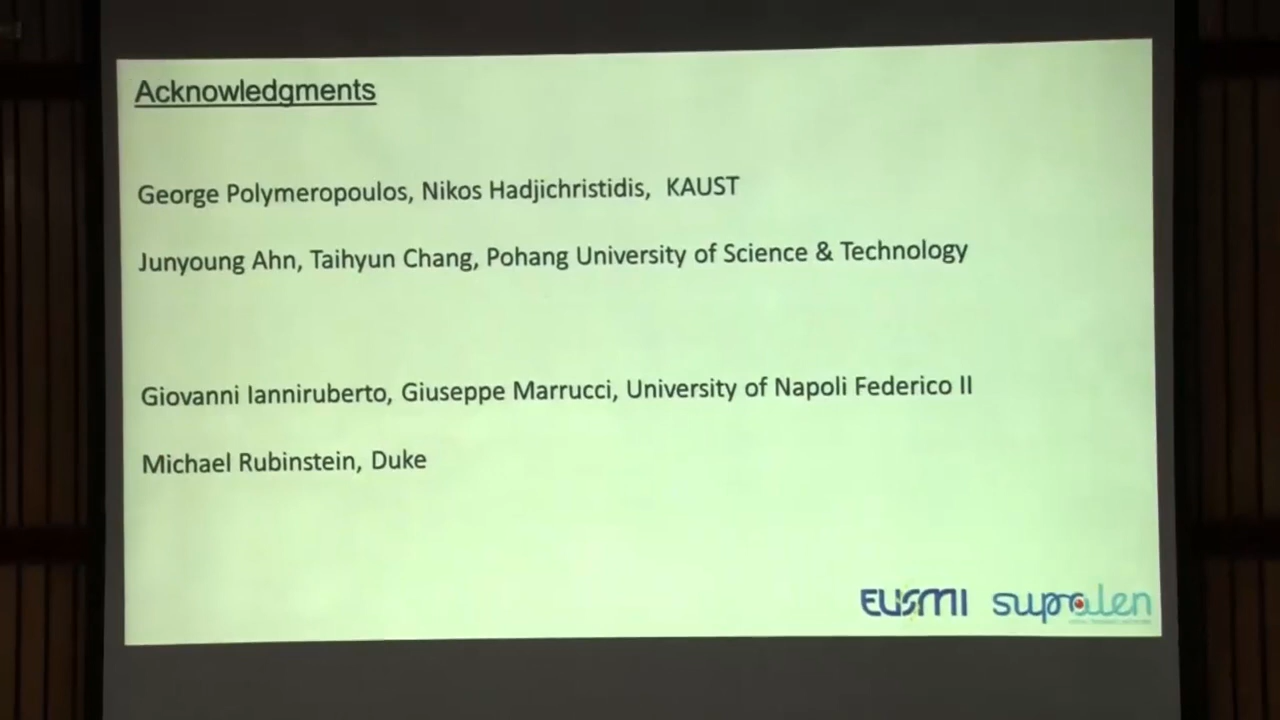 Acknowledgments
George Polymeropoulos, Nikos Hadjichristidis, KAUST
Junyoung Ahn, Taihyun Chang, Pohang University of Science & Technology
Giovanni Ianniruberto, Giuseppe Marrucci, University of Napoli Federico II
Michael Rubinstein, Duke
EUSMI supolen